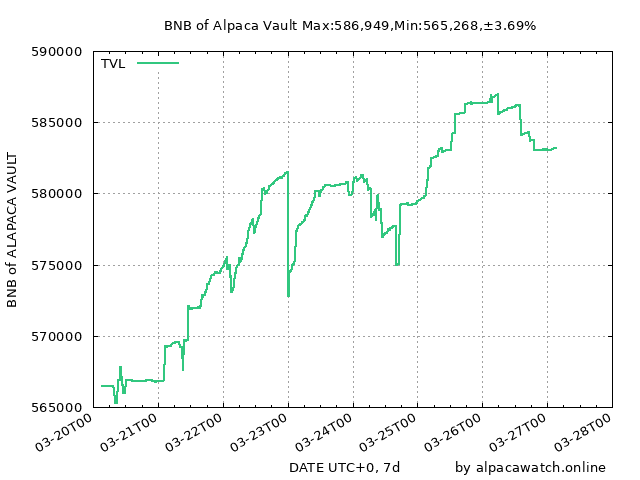 BNB of Alpaca Vault Max:586,949,Min:565,268,±3.69%
TVL
590000
585000
580000
575000
570000
565000
BNB of ALAPACA VAULT
03-20T00
03-21T00
03-22T00
03-23T00
03-24T00
03-25T00
03-26T00
03-27T00
03-28T00
DATE UTC+0, 7d
by alpacawatch.online